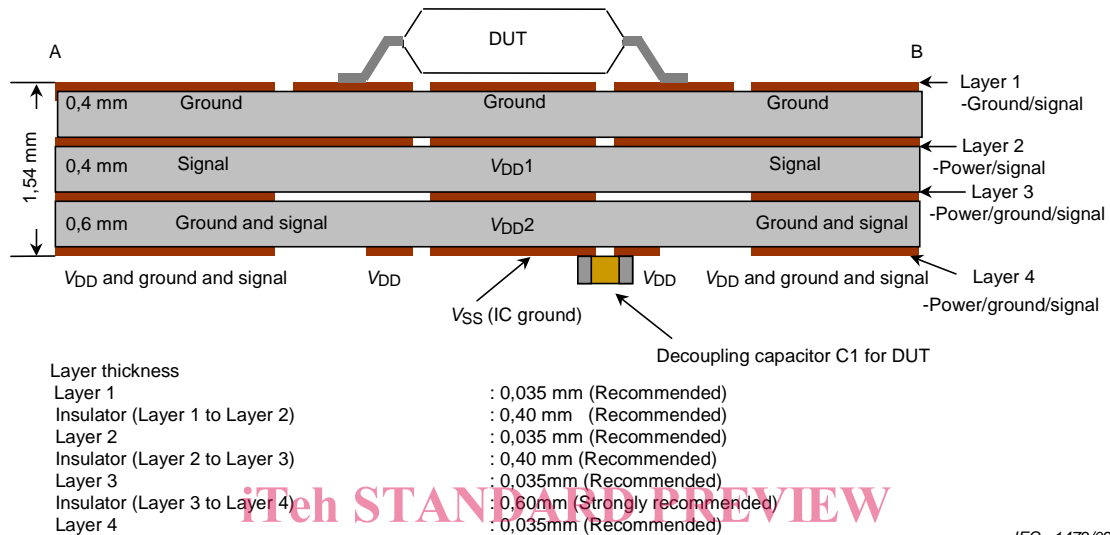 DUT
A
B
Layer 1
-Ground/signal
0,4 mm
Ground
Ground
Ground
Layer 2
-Power/signal
0,4 mm
Signal
VDD1
Signal
1,54 mm
Layer 3
-Power/ground/signal
0,6 mm
Ground and signal
VDD2
Ground and signal
Layer 4
-Power/ground/signal
VDD and ground and signal
VDD
VDD
VDD and ground and signal
VSS (IC ground)
Decoupling capacitor C1 for DUT
Layer thickness
Layer 1 : 0,035 mm (Recommended)
Insulator (Layer 1 to Layer 2) : 0,40 mm (Recommended)
Layer 2 : 0,035 mm (Recommended)
Insulator (Layer 2 to Layer 3) : 0,40 mm (Recommended)
Layer 3 : 0,035mm (Recommended)
Insulator (Layer 3 to Layer 4) : 0,60mm (Strongly recommended)
iTeh STANDARD PREVIEW
Layer 4 : 0,035mm (Recommended)